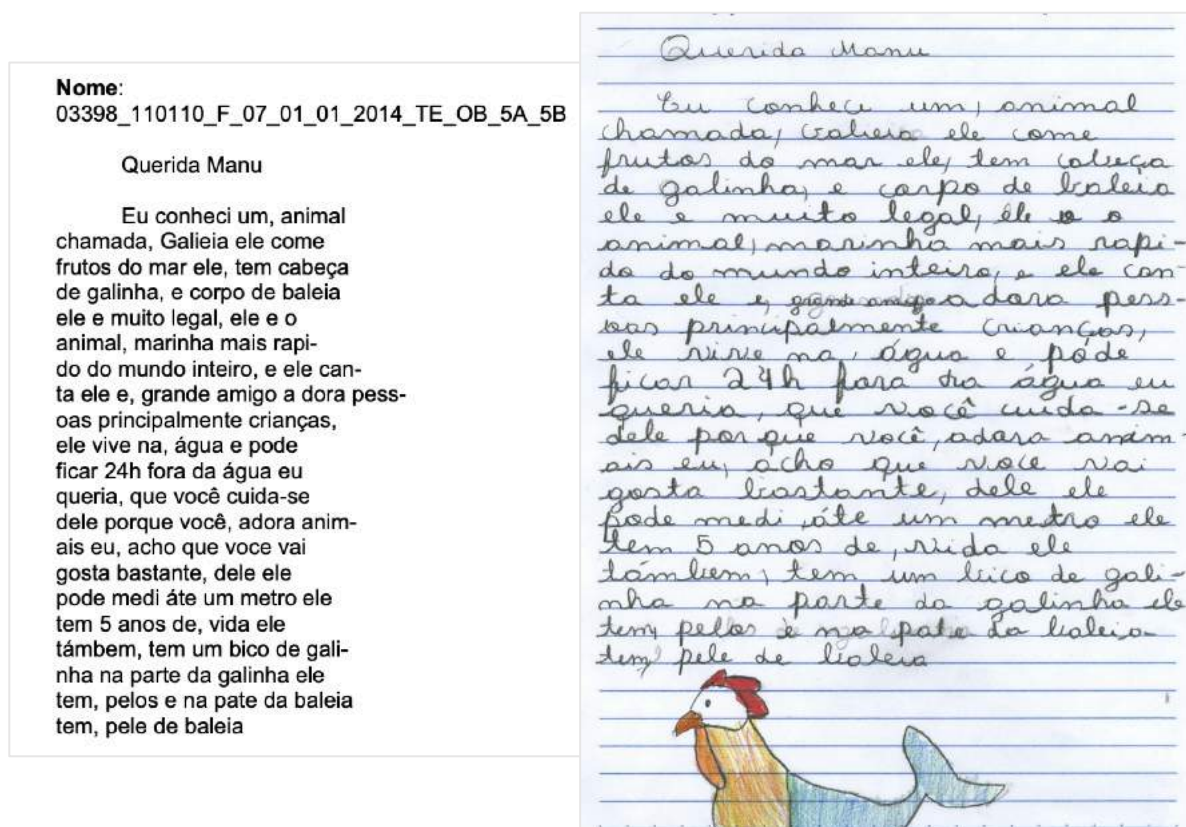 Nome:
03398_110110_F_07_01_01_2014_TE_OB_5A_5B
Querida Manu
Eu conheci um, animal
chamada, Galieia ele come
frutos do mar ele, tem cabeça
de galinha, e corpo de baleia
ele e muito legal, ele e o
animal, marinha mais rapi-
do do mundo inteiro, e ele can-
ta ele e, grande amigo a dora pess-
oas principalmente crianças,
ele vive na, água e pode
ficar 24h fora da água eu
queria, que você cuida-se
dele porque você, adora anim-
ais eu, acho que voce vai
gosta bastante, dele ele
pode medi áte um metro ele
tem 5 anos de, vida ele
támbem, tem um bico de gali-
nha na parte da galinha ele
tem, pelos e na pate da baleia
tem, pele de baleia
Querida Manu
Eu conheci um, animal
chamada, Galieia ele come
frutos do mar ele, tem cabeça
de galinha, e corpo de baleia
ele e muito legal, ele e o
animal, marinha mais rapi-
do do mundo inteiro, e ele can-
ta ele e, grande amigo a dora pess-
oas principalmente crianças,
ele vive na, água e pode
ficar 24h fora da água eu
queria, que você cuida-se
dele porque você, adora anim-
ais eu, acho que voce vai
gosta bastante, dele ele
pode medi áte um metro ele
tem 5 anos de, vida ele
támbem, tem um bico de gali-
nha na parte da galinha ele
tem, pelos e na pate da baleia
tem, pele de baleia